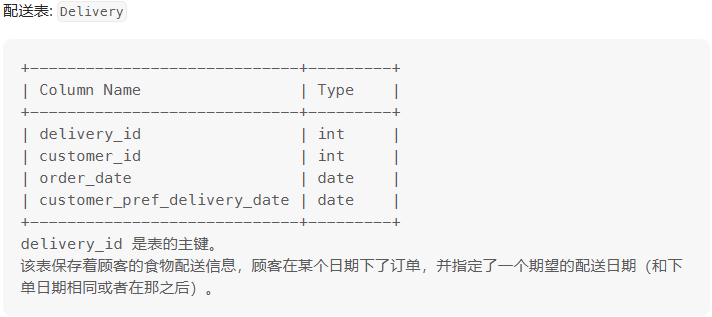 配送表: Delivery
+-----------------------------+---------+
| Column Name                 | Type    |
+-----------------------------+---------+
| delivery_id                 | int     |
| customer_id                 | int     |
| order_date                  | date    |
| customer_pref_delivery_date | date    |
+-----------------------------+---------+
delivery_id 是表的主键。
该表保存着顾客的食物配送信息，顾客在某个日期下了订单，并指定了一个期望的配送日期（和下
单日期相同或者在那之后）。